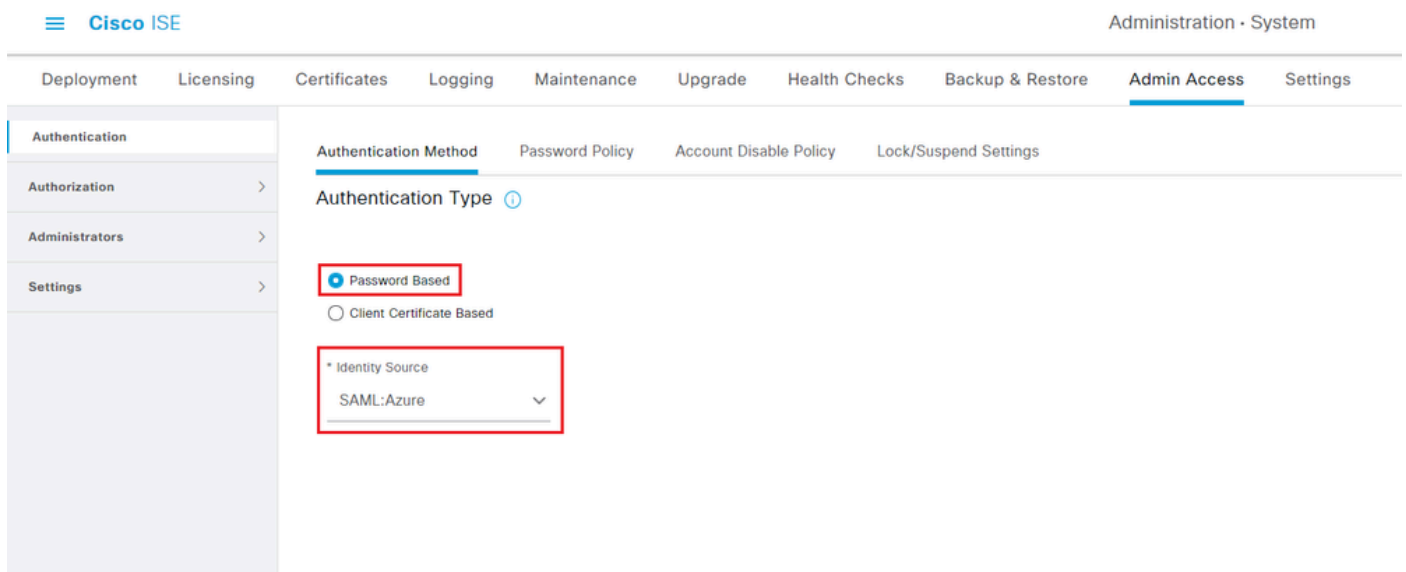 Cisco ISE
Administration · System
Deployment Licensing Certificates Logging Maintenance Upgrade Health Checks Backup & Restore Admin Access Settings
Authentication
Authorization
Administrators
Settings
Authentication Method Password Policy Account Disable Policy Lock/Suspend Settings
Authentication Type
Password Based
Client Certificate Based
* Identity Source
SAML:Azure